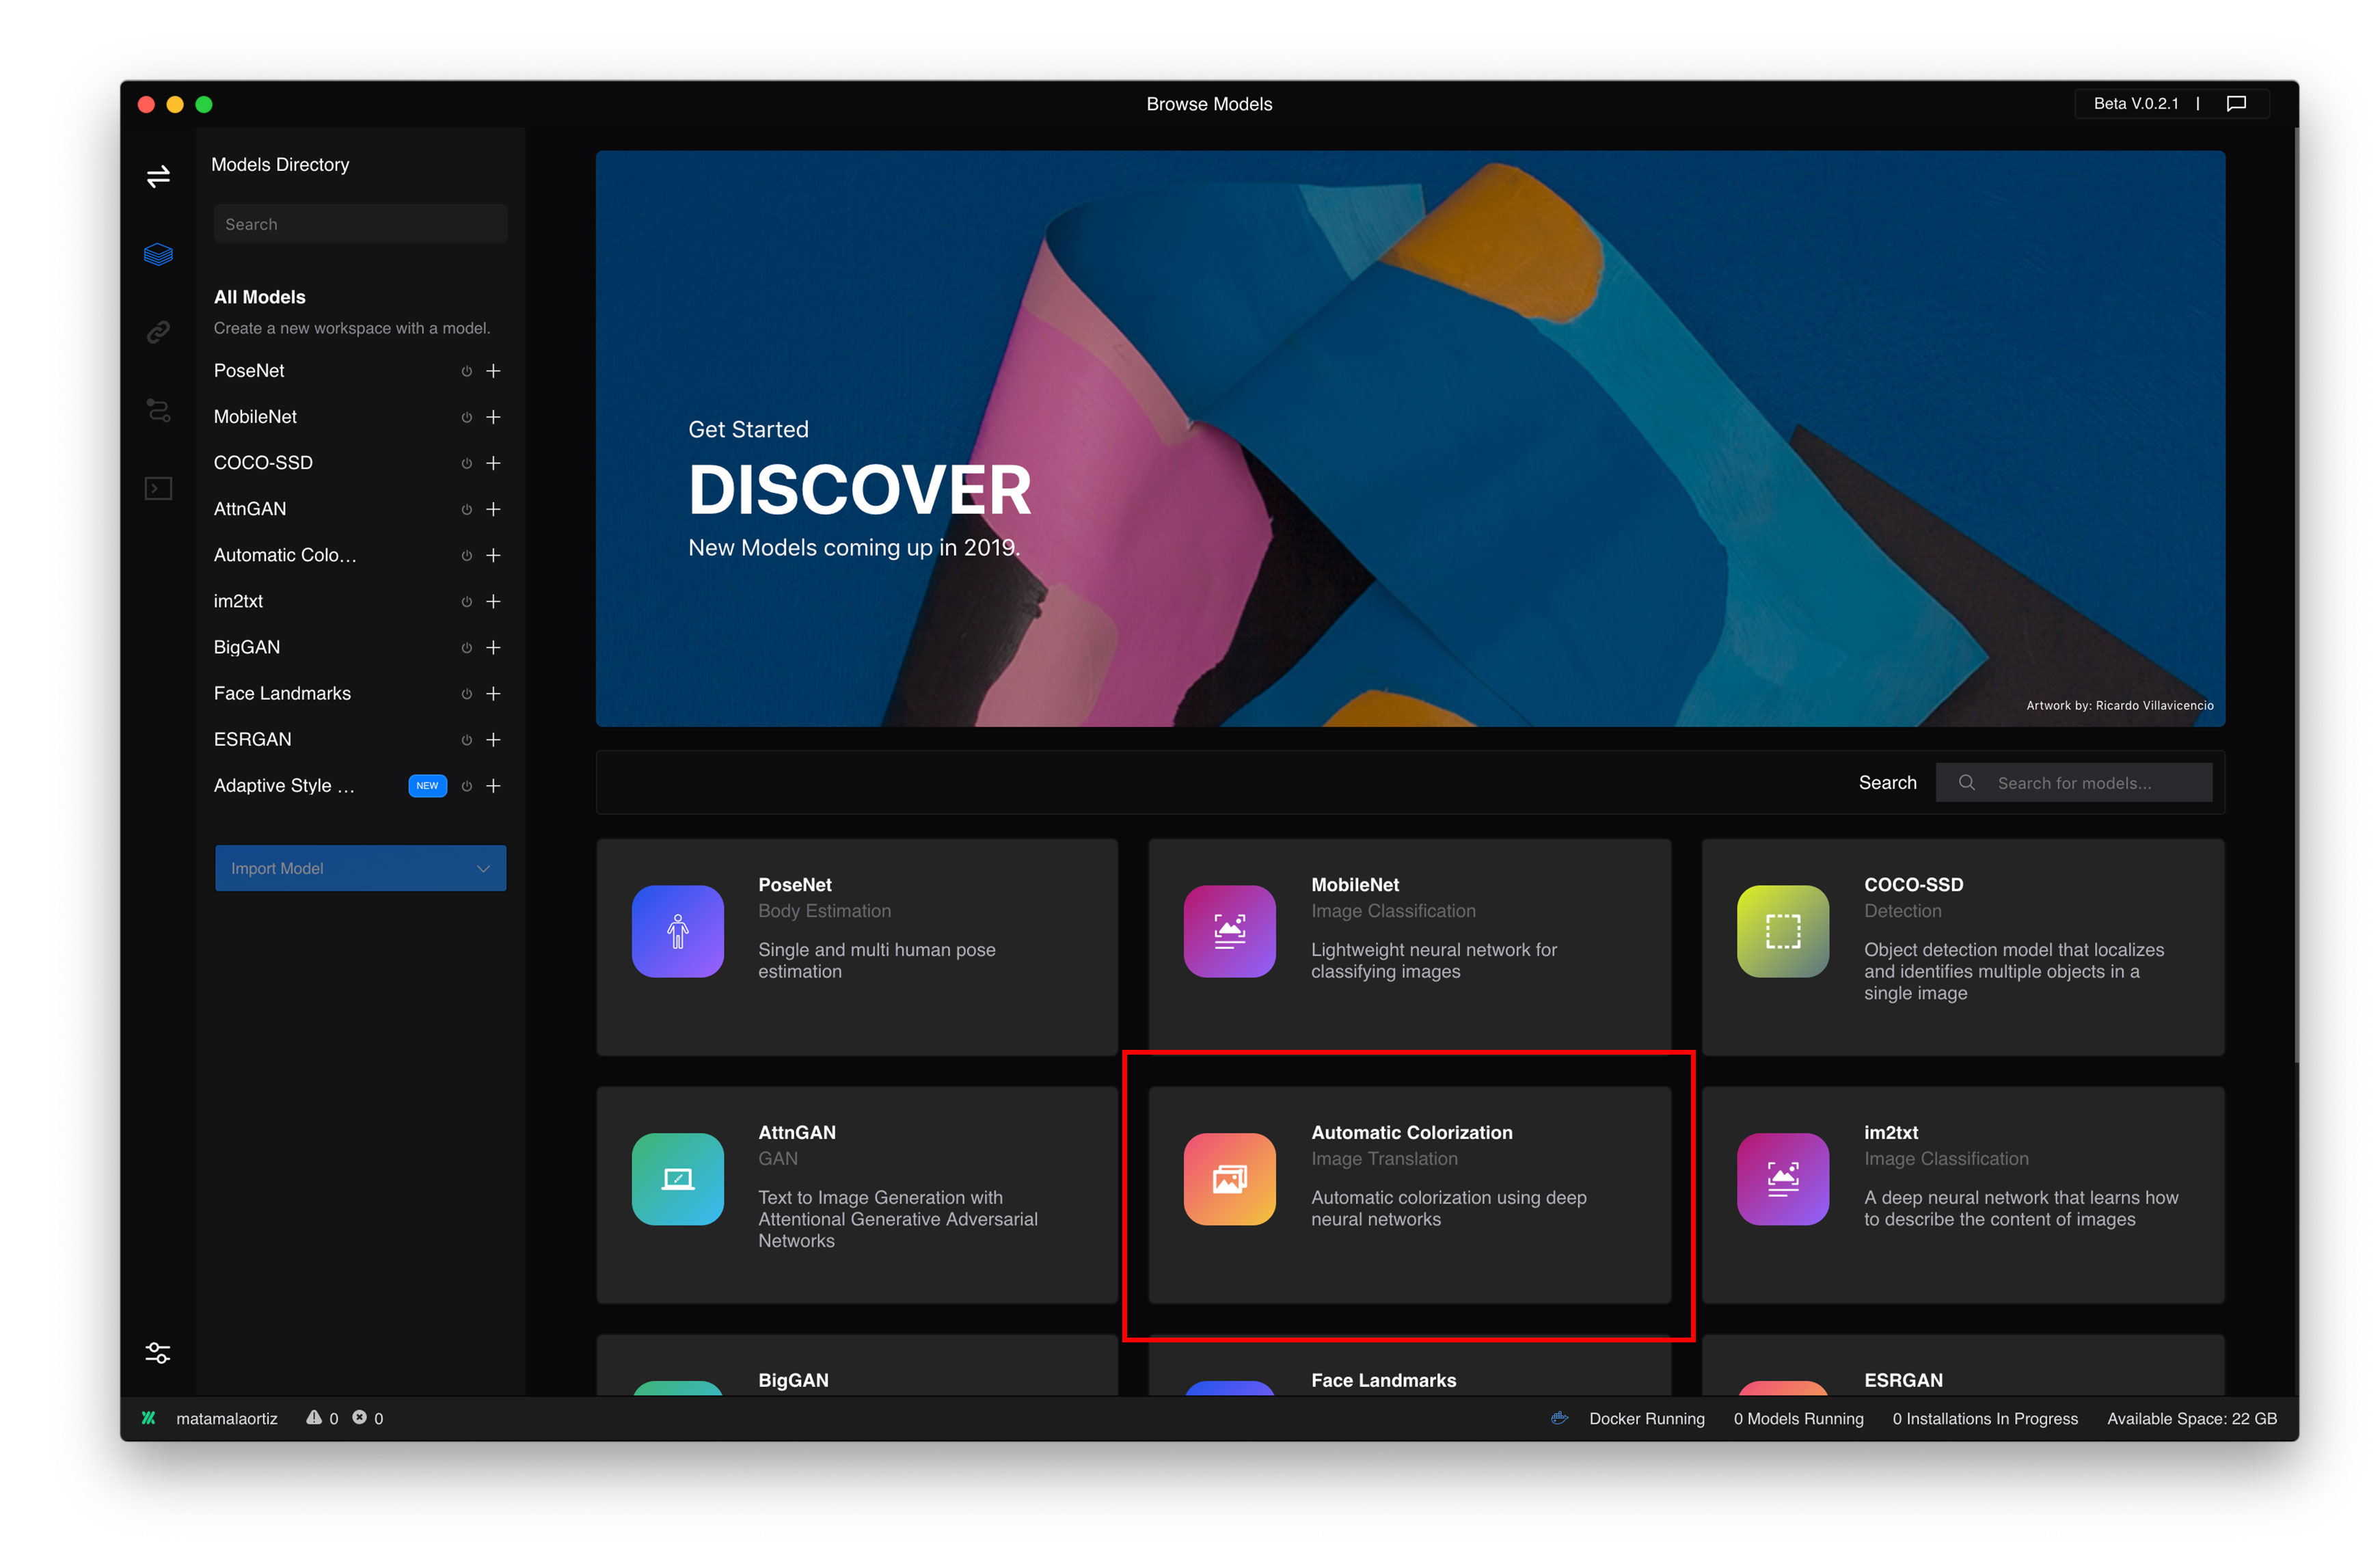 Browse Models
Beta V.0.2.1 |
Models Directory
Search
All Models
Create a new workspace with a model.
PoseNet
MobileNet
COCO-SSD
AttnGAN
Automatic Colo...
im2txt
BigGAN
Face Landmarks
ESRGAN
Adaptive Style ...
NEW
Import Model
Get Started
DISCOVER
New Models coming up in 2019.
Artwork by: Ricardo Villavicencio
Search
Search for models...
PoseNet
Body Estimation
Single and multi human pose
estimation
MobileNet
Image Classification
Lightweight neural network for
classifying images
COCO-SSD
Detection
Object detection model that localizes
and identifies multiple objects in a
single image
AttnGAN
GAN
Text to Image Generation with
Attentional Generative Adversarial
Networks
Automatic Colorization
Image Translation
Automatic colorization using deep
neural networks
im2txt
Image Classification
A deep neural network that learns how
to describe the content of images
BigGAN
Face Landmarks
ESRGAN
matamalaortiz
0
0
Docker Running
0 Models Running
0 Installations In Progress
Available Space: 22 GB